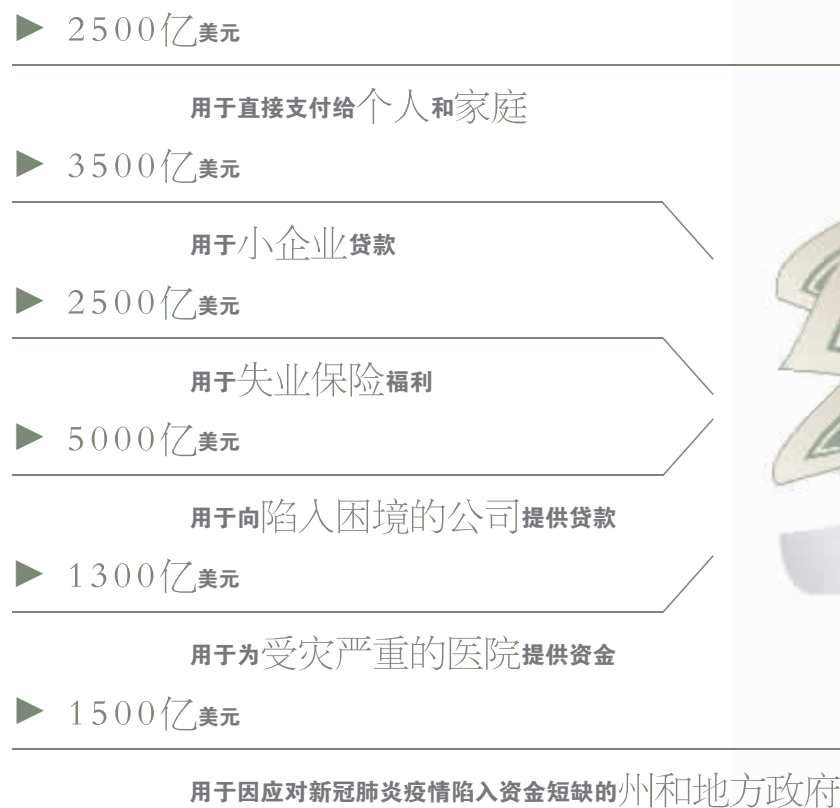 2500亿美元
用于直接支付给个人和家庭
3500亿美元
用于小企业贷款
2500亿美元
用于失业保险福利
5000亿美元
用于向陷入困境的公司提供贷款
1300亿美元
用于为受灾严重的医院提供资金
1500亿美元
用于因应对新冠肺炎疫情陷入资金短缺的州和地方政府